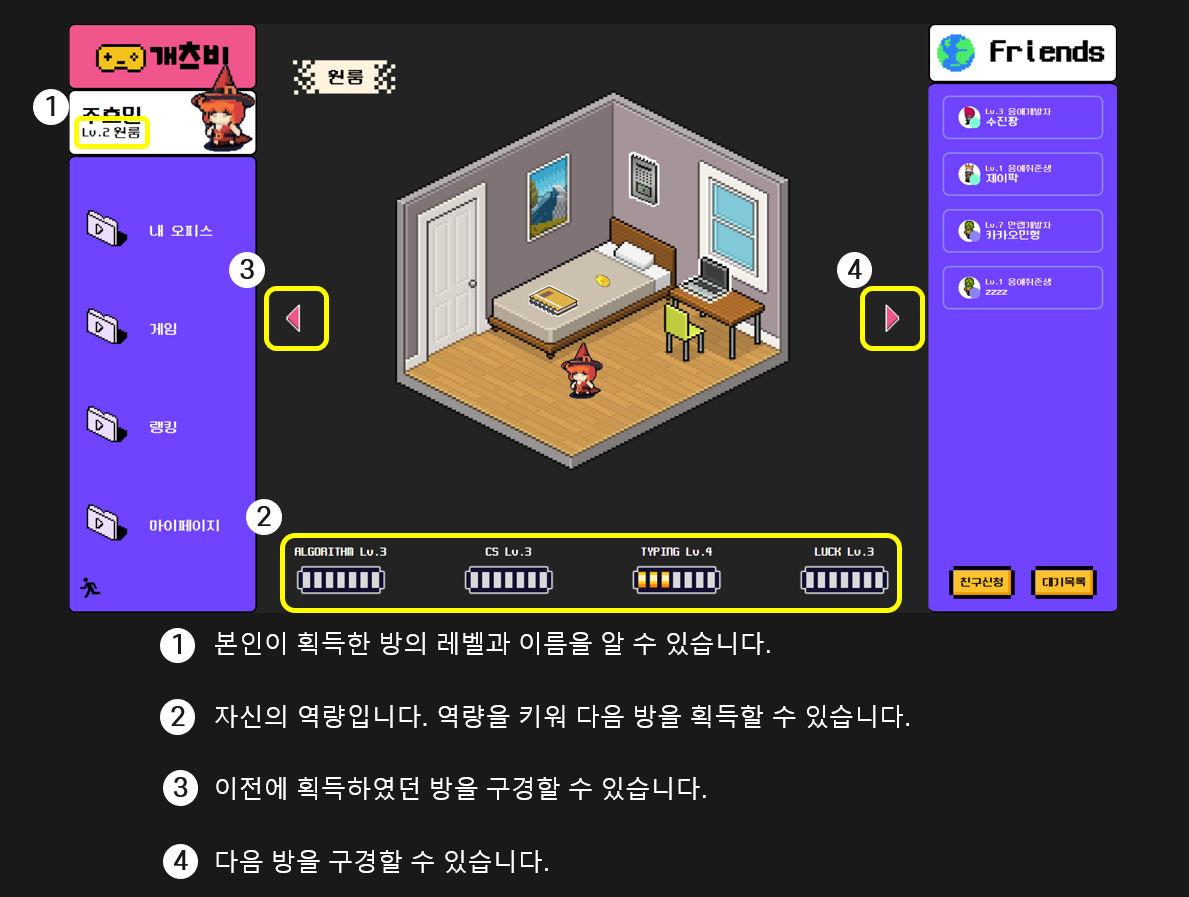 개츠비
1
조효민
Lv.2 원룸
내 오피스
게임
랭킹
마이페이지
원룸
3
4
2
ALGORITHM Lv.3
CS Lv.3
TYPING Lv.4
LUCK Lv.3
Friends
Lv.3 응애개발자
수진짱
Lv.1 응애취준생
제이팍
Lv.7 만렙개발자
카카오민형
Lv.1 응애취준생
zzzz
친구신청
대기목록
1 본인이 획득한 방의 레벨과 이름을 알 수 있습니다.
2 자신의 역량입니다. 역량을 키워 다음 방을 획득할 수 있습니다.
3 이전에 획득하였던 방을 구경할 수 있습니다.
4 다음 방을 구경할 수 있습니다.